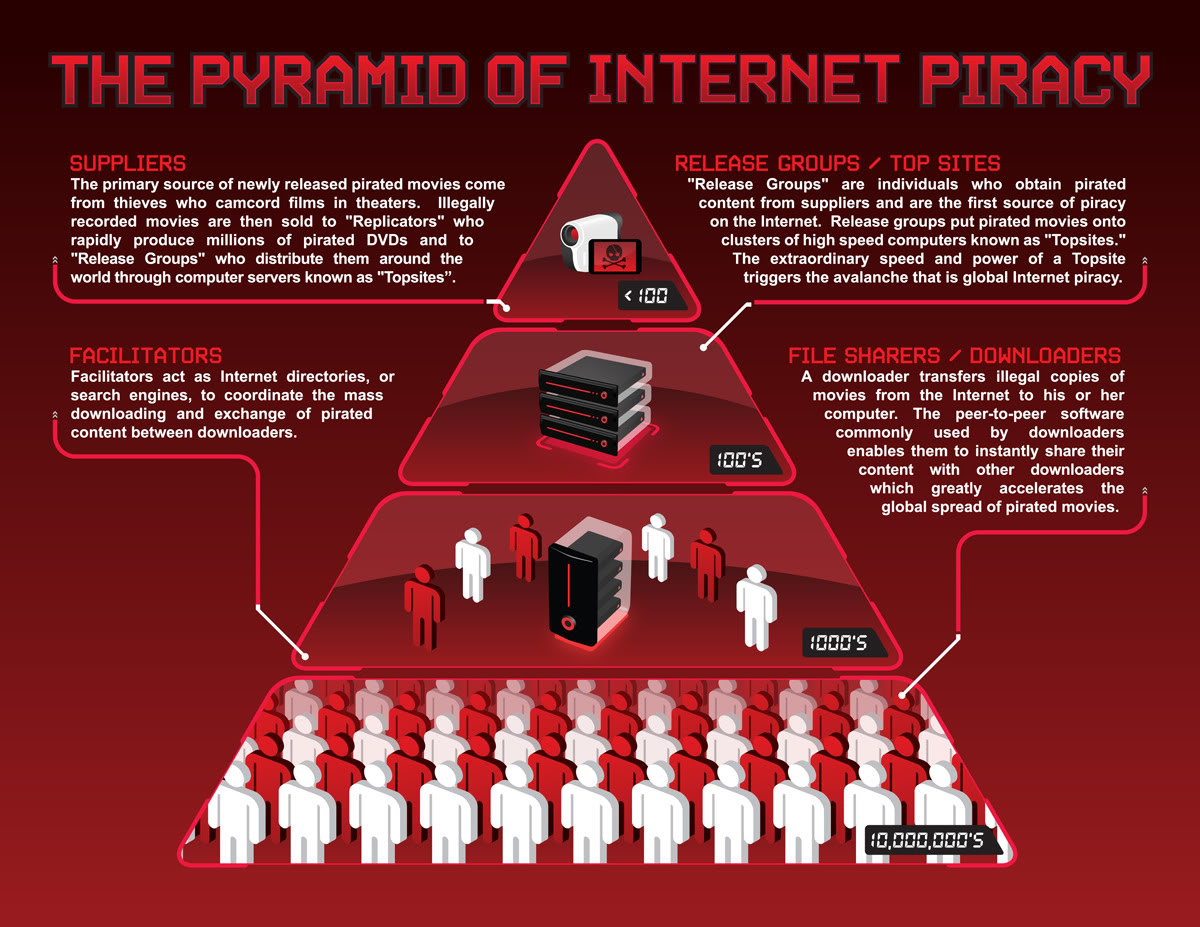 THE PYRAMID OF INTERNET PIRACY
SUPPLIERS
The primary source of newly released pirated movies come
from thieves who camcord films in theaters. Illegally
recorded movies are then sold to "Replicators" who
rapidly produce millions of pirated DVDs and to
"Release Groups" who distribute them around the
world through computer servers known as "Topsites”.
RELEASE GROUPS / TOP SITES
"Release Groups" are individuals who obtain pirated
content from suppliers and are the first source of piracy
on the Internet. Release groups put pirated movies onto
clusters of high speed computers known as "Topsites."
The extraordinary speed and power of a Topsite
triggers the avalanche that is global Internet piracy.
< 100
FACILITATORS
Facilitators act as Internet directories, or
search engines, to coordinate the mass
downloading and exchange of pirated
content between downloaders.
FILE SHARERS / DOWNLOADERS
A downloader transfers illegal copies of
movies from the Internet to his or her
computer. The peer-to-peer software
commonly used by downloaders
enables them to instantly share their
content with other downloaders
which greatly accelerates the
global spread of pirated movies.
100'S
1000'S
10,000,000'S